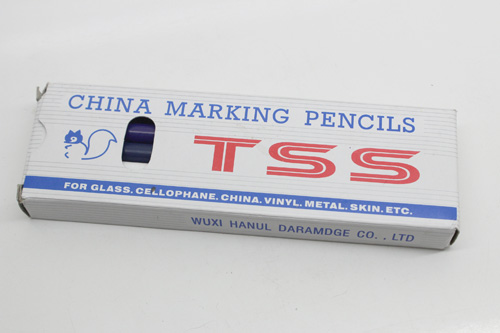 CHINA MARKING PENCILS
TSS
FOR GLASS. CELLOPHANE. CHINA. VINYL. METAL. SKIN. ETC.
WUXI HANUL DARAMDGE CO. , LTD